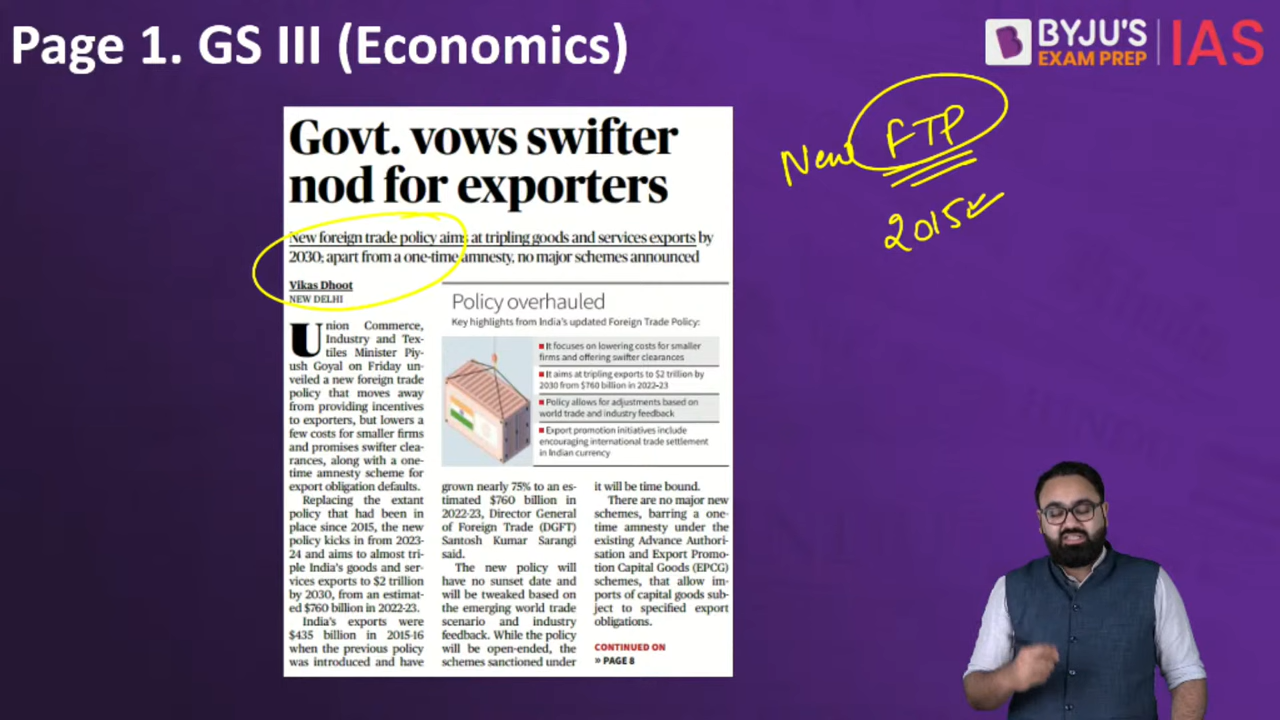 Page 1. GS III (Economics)
BYJU'S
EXAM PREP
IAS
Govt. vows swifter
nod for exporters
New foreign trade policy aims at tripling goods and services exports by
2030; apart from a one-time amnesty, no major schemes announced
Vikas Dhoot
NEW DELHI
Union Commerce,
Industry and Tex-
tiles Minister Piy-
ush Goyal on Friday un-
veiled a new foreign trade
policy that moves away
from providing incentives
to exporters, but lowers a
few costs for smaller firms
and promises swifter clea-
rances, along with a one-
time amnesty scheme for
export obligation defaults.
Replacing the extant
policy that had been in
place since 2015, the new
policy kicks in from 2023-
24 and aims to almost tri-
ple India's goods and ser-
vices exports to $2 trillion
by 2030, from an estimat-
ed $760 billion in 2022-23.
India's exports were
$435 billion in 2015-16
when the previous policy
was introduced and have
Policy overhauled
Key highlights from India's updated Foreign Trade Policy:
It focuses on lowering costs for smaller
firms and offering swifter clearances
It aims at tripling exports to $2 trillion by
2030 from $760 billion in 2022-23
Policy allows for adjustments based on
world trade and industry feedback
Export promotion initiatives include
encouraging international trade settlement
in Indian currency
grown nearly 75% to an es-
timated $760 billion in
2022-23, Director General
of Foreign Trade (DGFT)
Santosh Kumar Sarangi
said.
The new policy will
have no sunset date and
will be tweaked based on
the emerging world trade
scenario and industry
feedback. While the policy
will be open-ended, the
schemes sanctioned under
it will be time bound.
There are no major new
schemes, barring a one-
time amnesty under the
existing Advance Authori-
sation and Export Promo-
tion Capital Goods (EPCG)
schemes, that allow im-
ports of capital goods sub-
ject to specified export
obligations.
CONTINUED ON
» PAGE 8
New FTP
2015